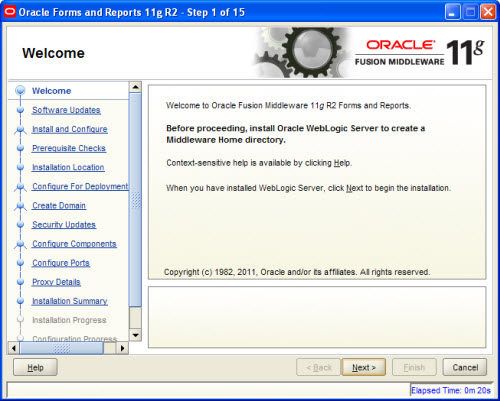 Oracle Forms and Reports 11g R2 - Step 1 of 15
Welcome
ORACLE
FUSION MIDDLEWARE 11g
Welcome
Software Updates
Install and Configure
Prerequisite Checks
Installation Location
Configure For Deployment
Create Domain
Security Updates
Configure Components
Configure Ports
Proxy Details
Installation Summary
Installation Progress
Configuration Progress
Welcome to Oracle Fusion Middleware 11g R2 Forms and Reports.
Before proceeding, install Oracle WebLogic Server to create a
Middleware Home directory.
Context-sensitive help is available by clicking Help.
When you have installed WebLogic Server, click Next to begin the installation.
Copyright (c) 1982, 2011, Oracle and/or its affiliates. All rights reserved.
Help
< Back
Next >
Finish
Cancel
Elapsed Time: 0m 20s